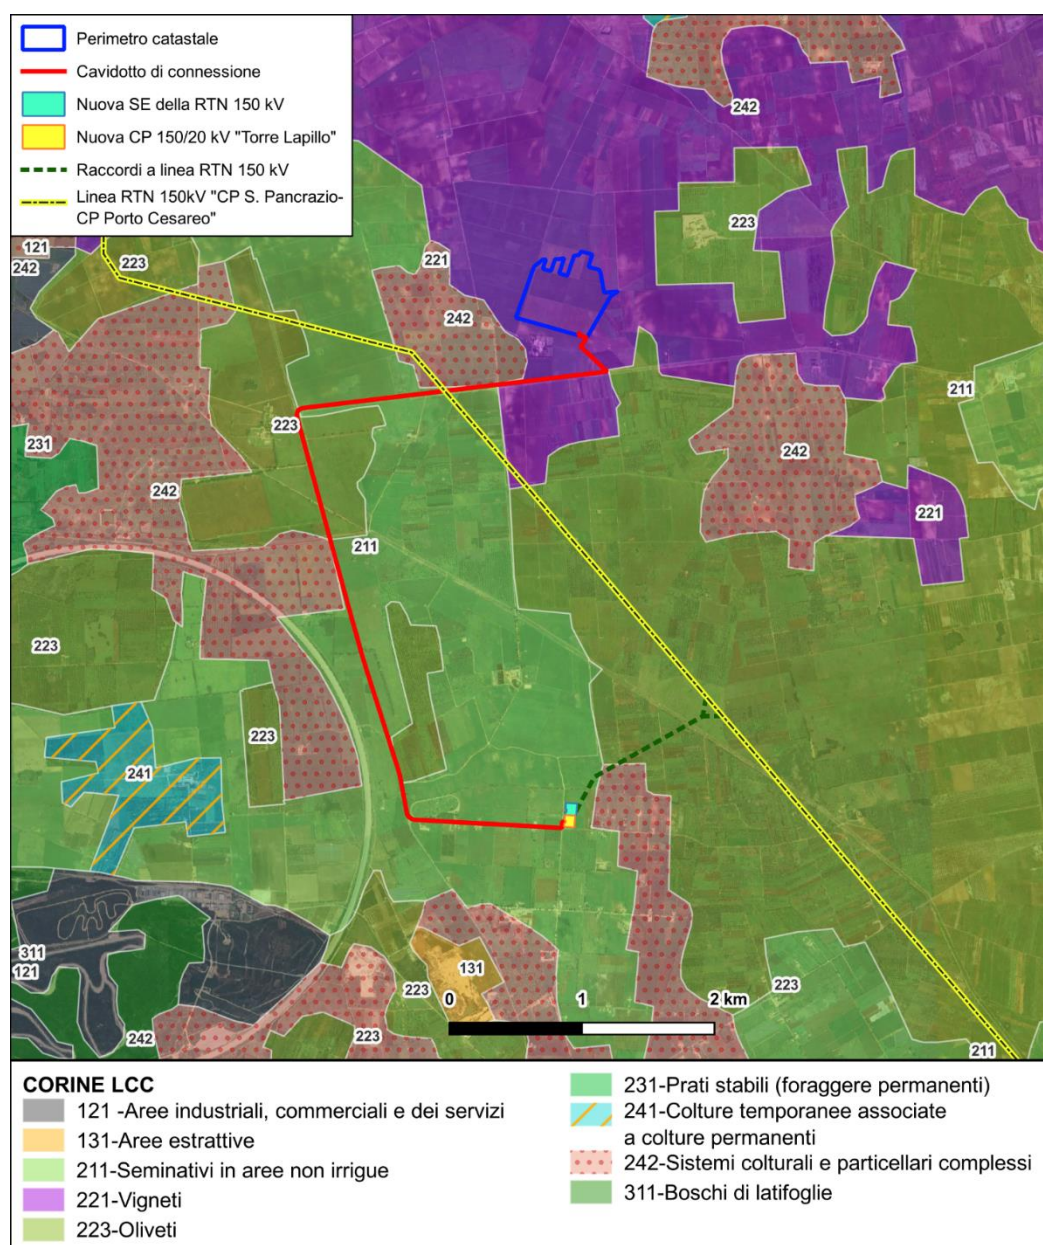 Perimetro catastale
Cavidotto di connessione
Nuova SE della RTN 150 kV
Nuova CP 150/20 kV "Torre Lapillo"
Raccordi a linea RTN 150 kV
Linea RTN 150kV "CP S. Pancrazio-
CP Porto Cesareo"
242
223
121
242
223
221
242
211
223
231
242
242
221
211
223
223
241
311
121
131
223
0
1
2 km
223
242
223
211
CORINE LCC
121 -Aree industriali, commerciali e dei servizi
131-Aree estrattive
211-Seminativi in aree non irrigue
221-Vigneti
223-Oliveti
231-Prati stabili (foraggere permanenti)
241-Colture temporanee associate
a colture permanenti
242-Sistemi colturali e particellari complessi
311-Boschi di latifoglie